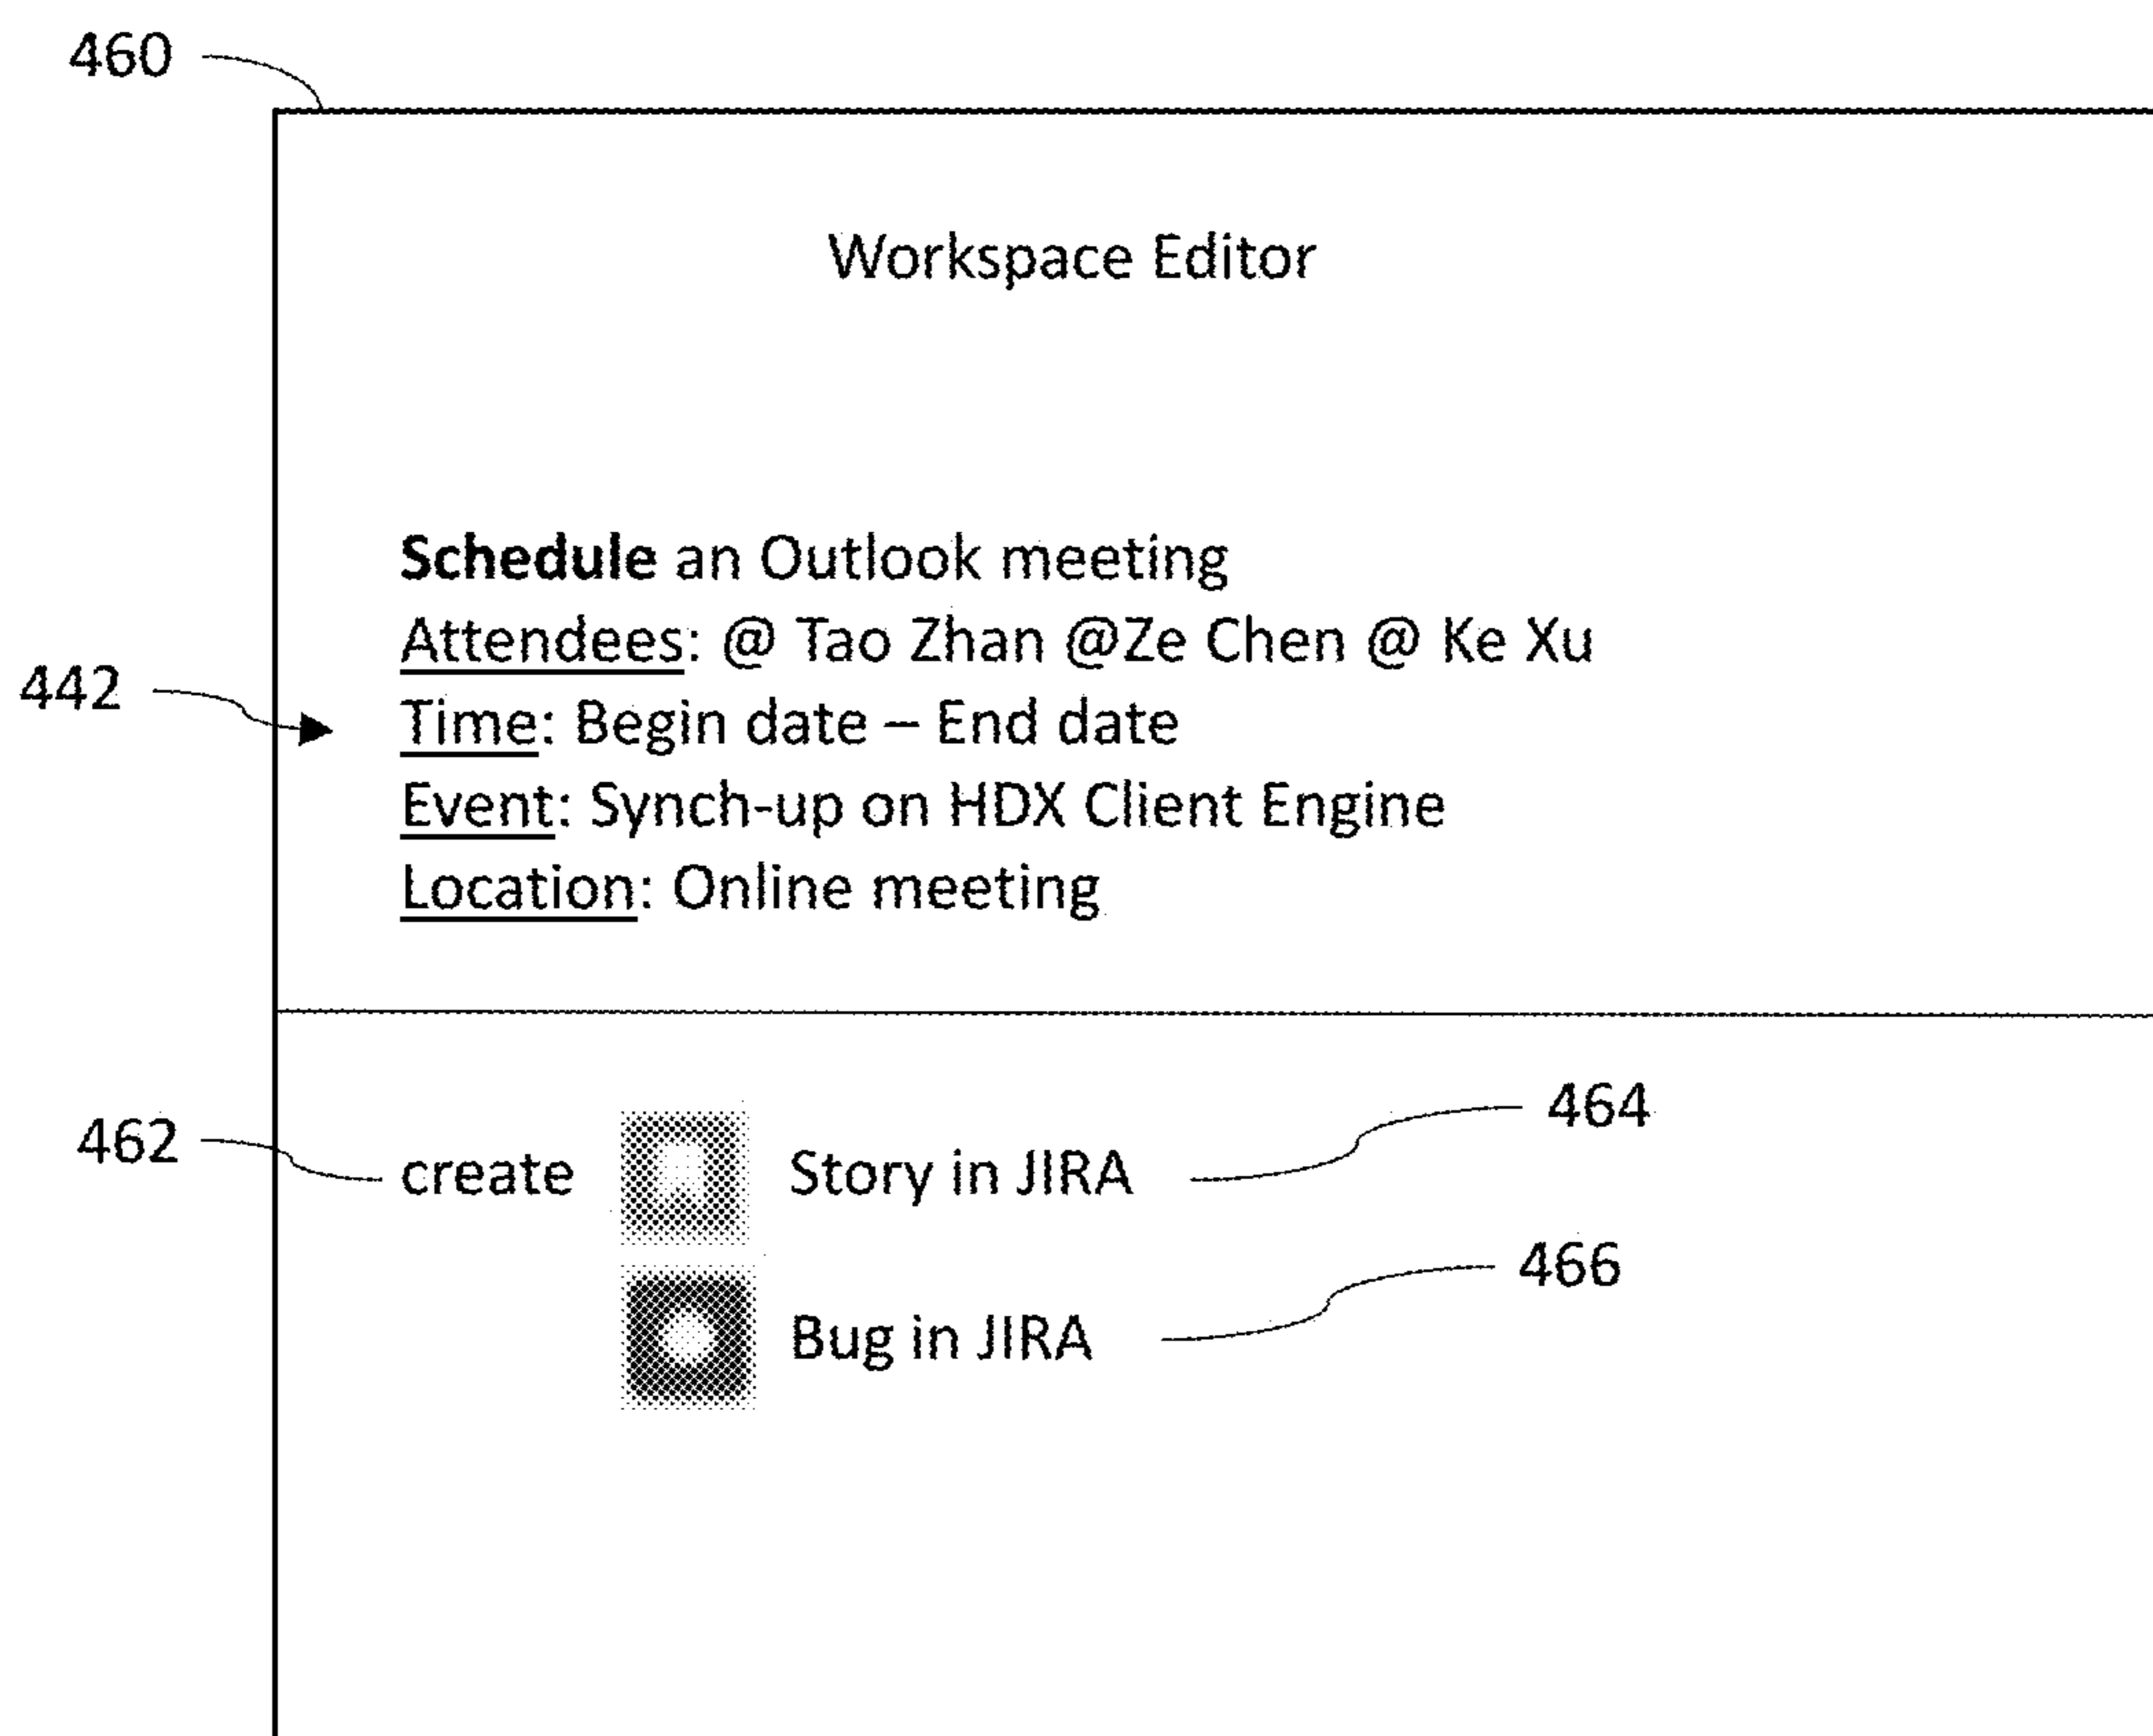 460
Workspace Editor
Schedule an Outlook meeting
Attendees: @ Tao Zhan @Ze Chen @ Ke Xu
442
Time: Begin date – End date
Event: Synch-up on HDX Client Engine
Location: Online meeting
464
462
create Story in JIRA
466
Bug in JIRA